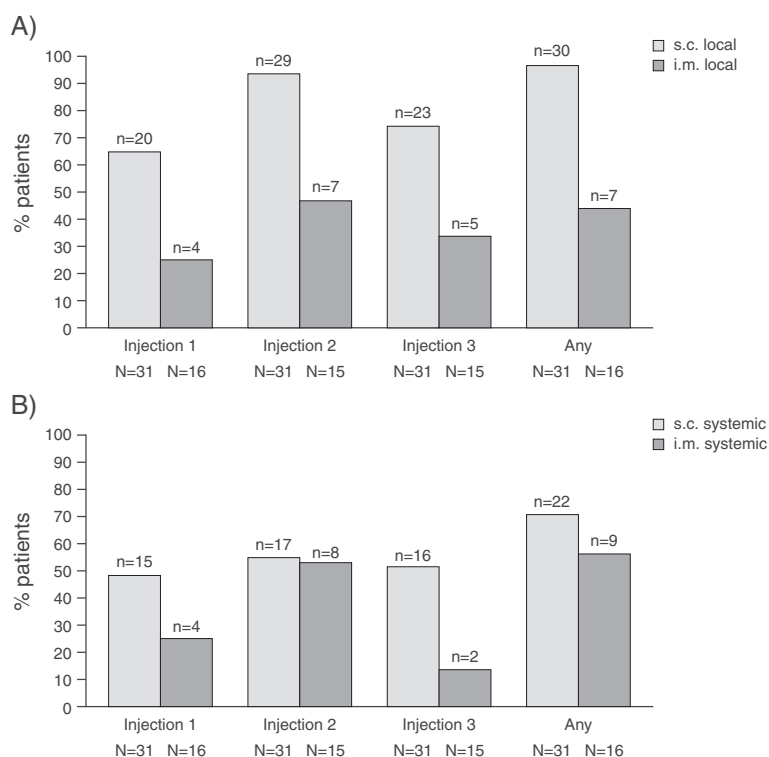 A)
s.c. local
i.m. local
% patients
100
90
80
70
60
50
40
30
20
10
0
n=20
n=4
n=29
n=7
n=23
n=5
n=30
n=7
Injection 1 Injection 2 Injection 3 Any
N=31 N=16 N=31 N=15 N=31 N=15 N=31 N=16
B)
s.c. systemic
i.m. systemic
% patients
100
90
80
70
60
50
40
30
20
10
0
n=15
n=4
n=17
n=8
n=16
n=2
n=22
n=9
Injection 1 Injection 2 Injection 3 Any
N=31 N=16 N=31 N=15 N=31 N=15 N=31 N=16